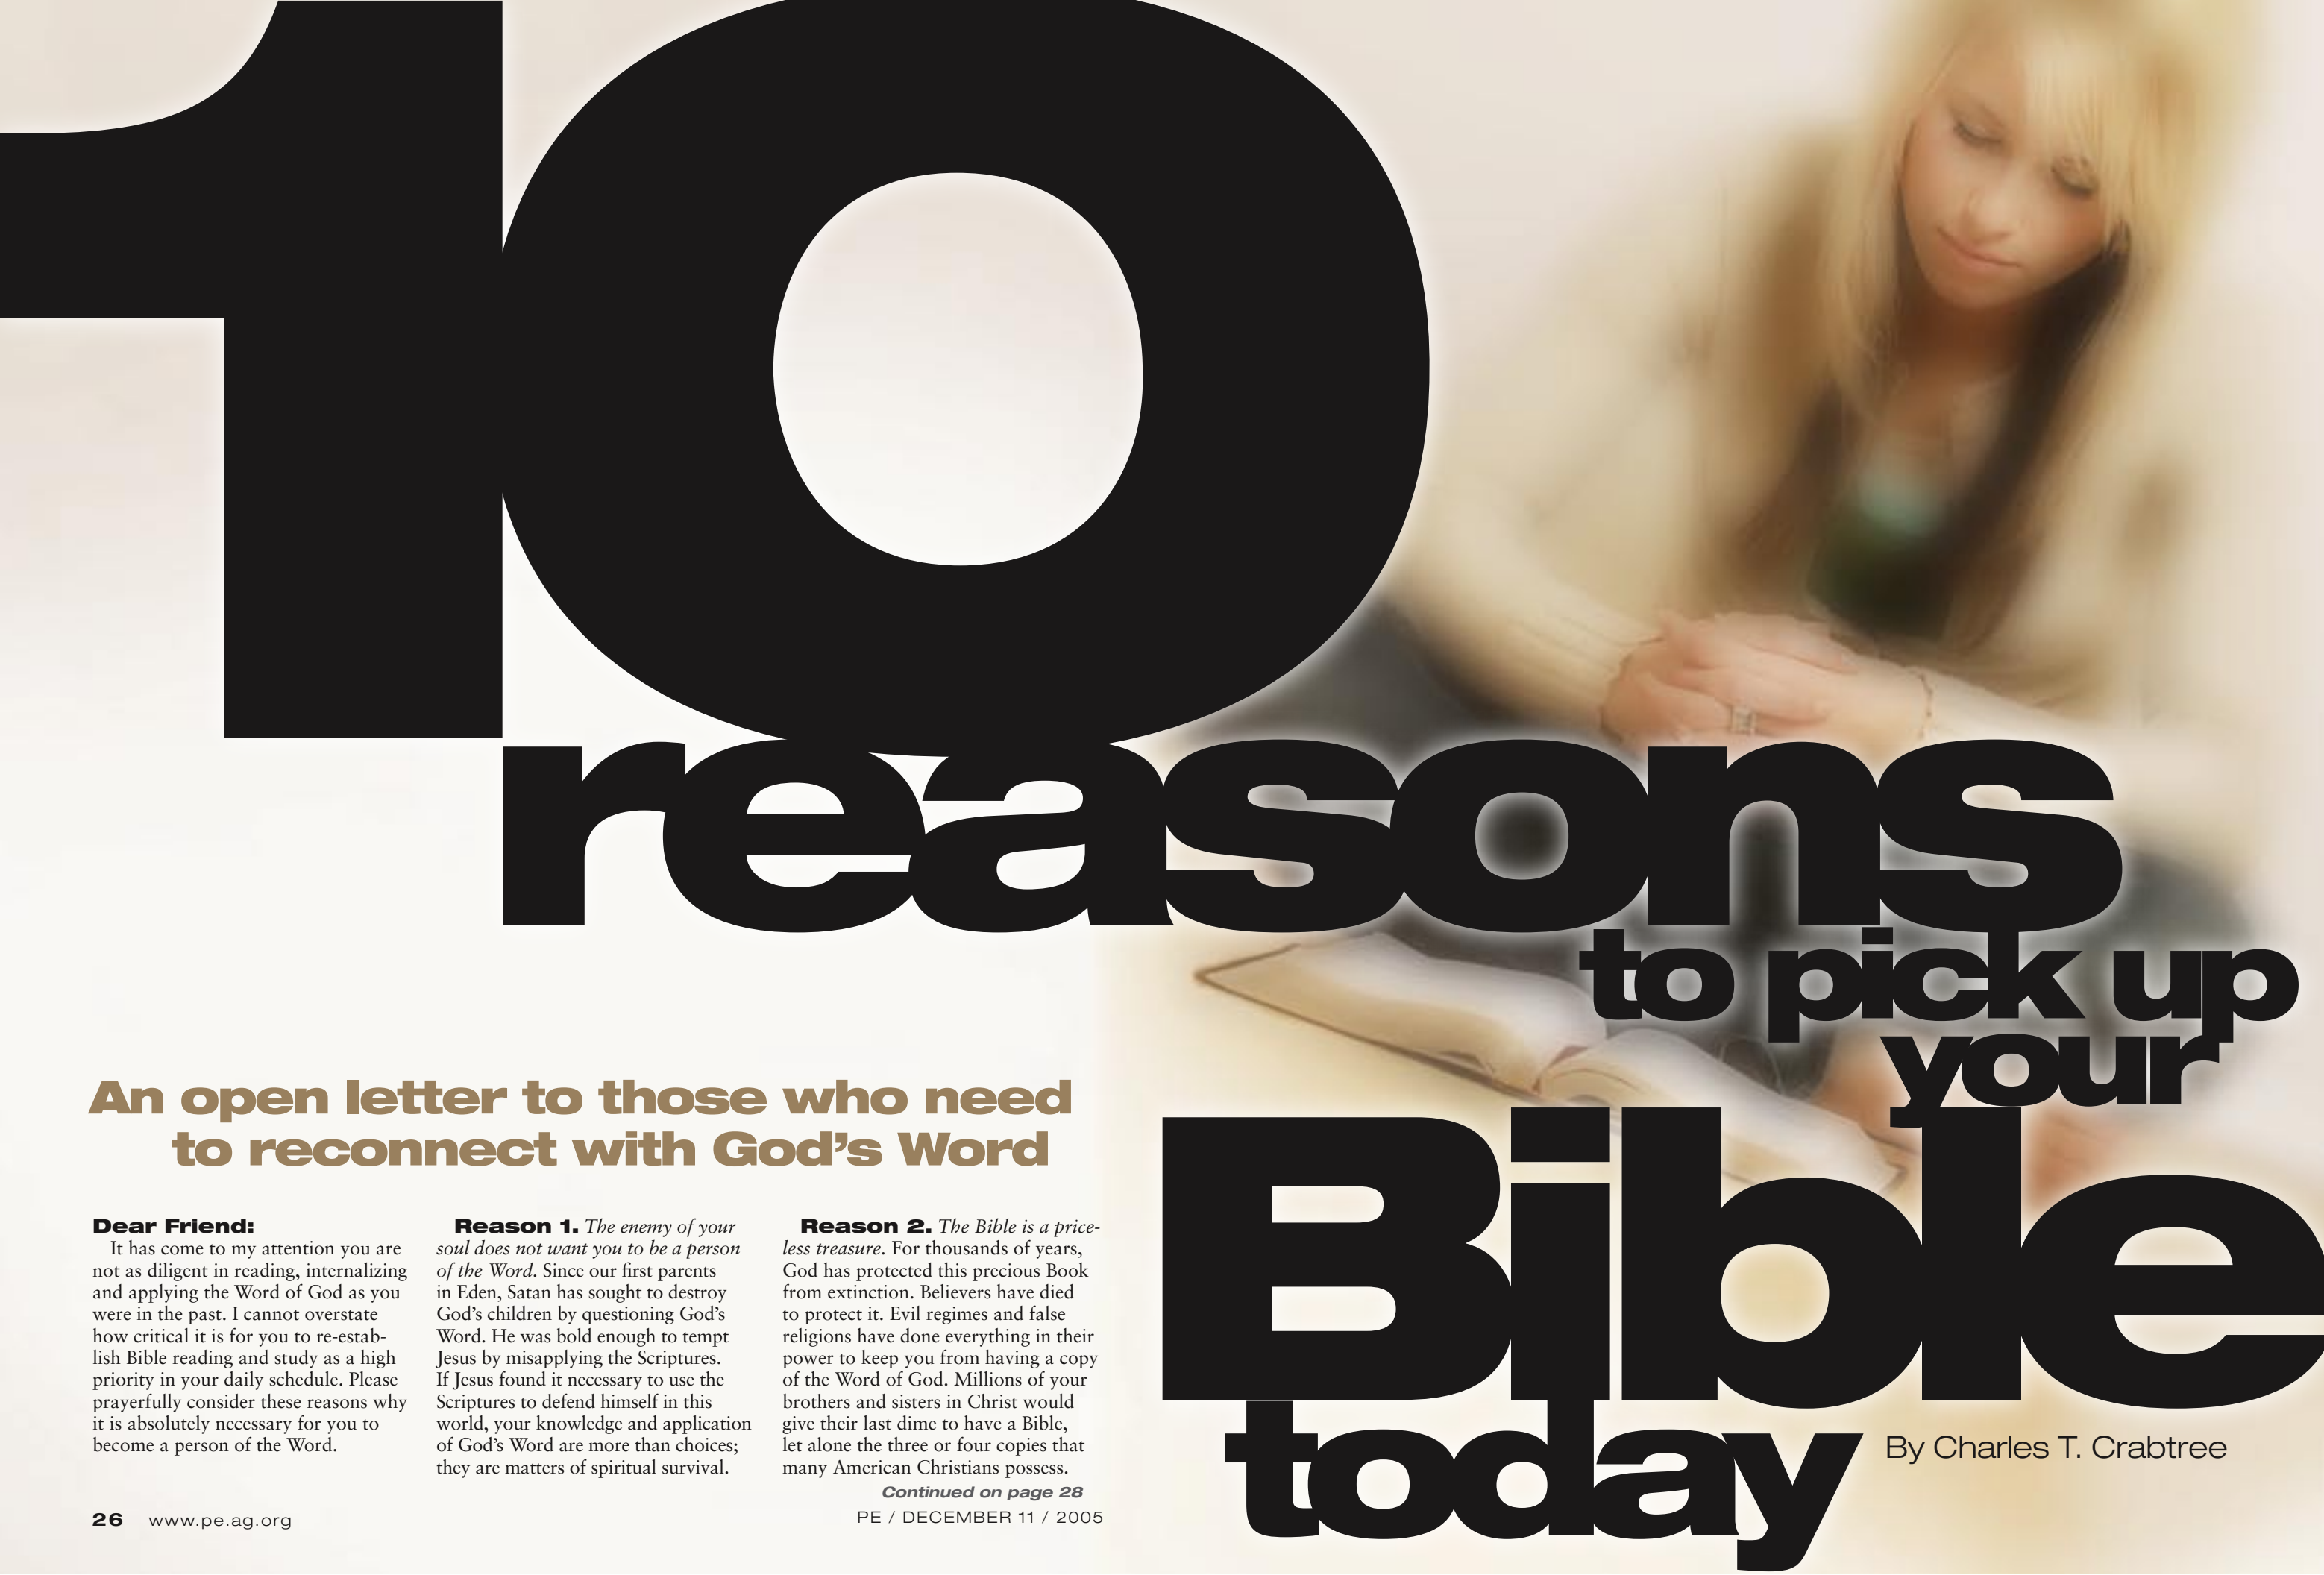 10
reasons
to pick up
your
Bible
today
By Charles T. Crabtree
An open letter to those who need
to reconnect with God's Word
Dear Friend:
It has come to my attention you are
not as diligent in reading, internalizing
and applying the Word of God as you
were in the past. I cannot overstate
how critical it is for you to re-estab-
lish Bible reading and study as a high
priority in your daily schedule. Please
prayerfully consider these reasons why
it is absolutely necessary for you to
become a person of the Word.
Reason 1. The enemy of your
soul does not want you to be a person
of the Word. Since our first parents
in Eden, Satan has sought to destroy
God's children by questioning God's
Word. He was bold enough to tempt
Jesus by misapplying the Scriptures.
If Jesus found it necessary to use the
Scriptures to defend himself in this
world, your knowledge and application
of God's Word are more than choices;
they are matters of spiritual survival.
Reason 2. The Bible is a price-
less treasure. For thousands of years,
God has protected this precious Book
from extinction. Believers have died
to protect it. Evil regimes and false
religions have done everything in their
power to keep you from having a copy
of the Word of God. Millions of your
brothers and sisters in Christ would
give their last dime to have a Bible,
let alone the three or four copies that
many American Christians possess.
Continued on page 28
26 www.pe.ag.org
PE / DECEMBER 11 / 2005